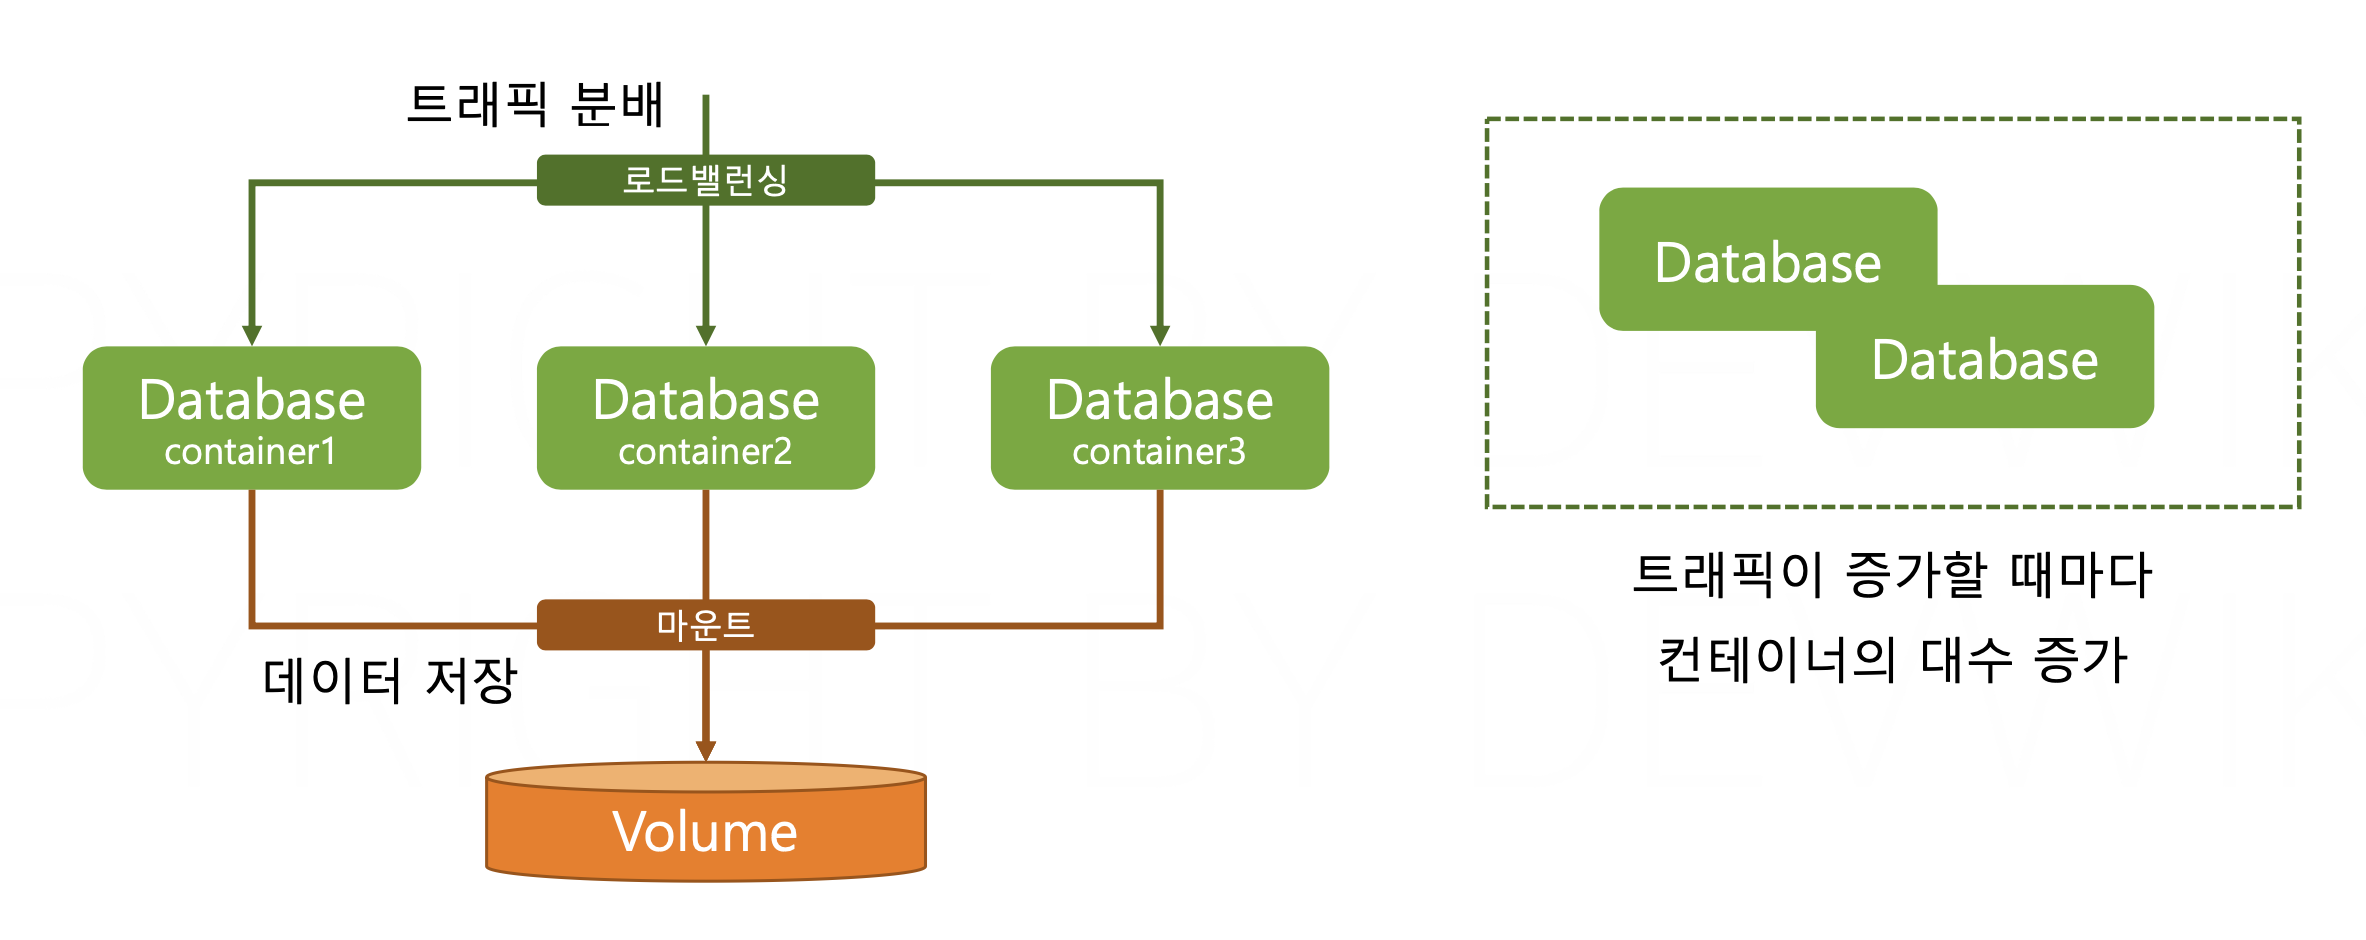 트래픽 분배
로드밸런싱
Database
container1
Database
container2
Database
container3
마운트
데이터 저장
Volume
Database
Database
트래픽이 증가할 때마다
컨테이너의 대수 증가